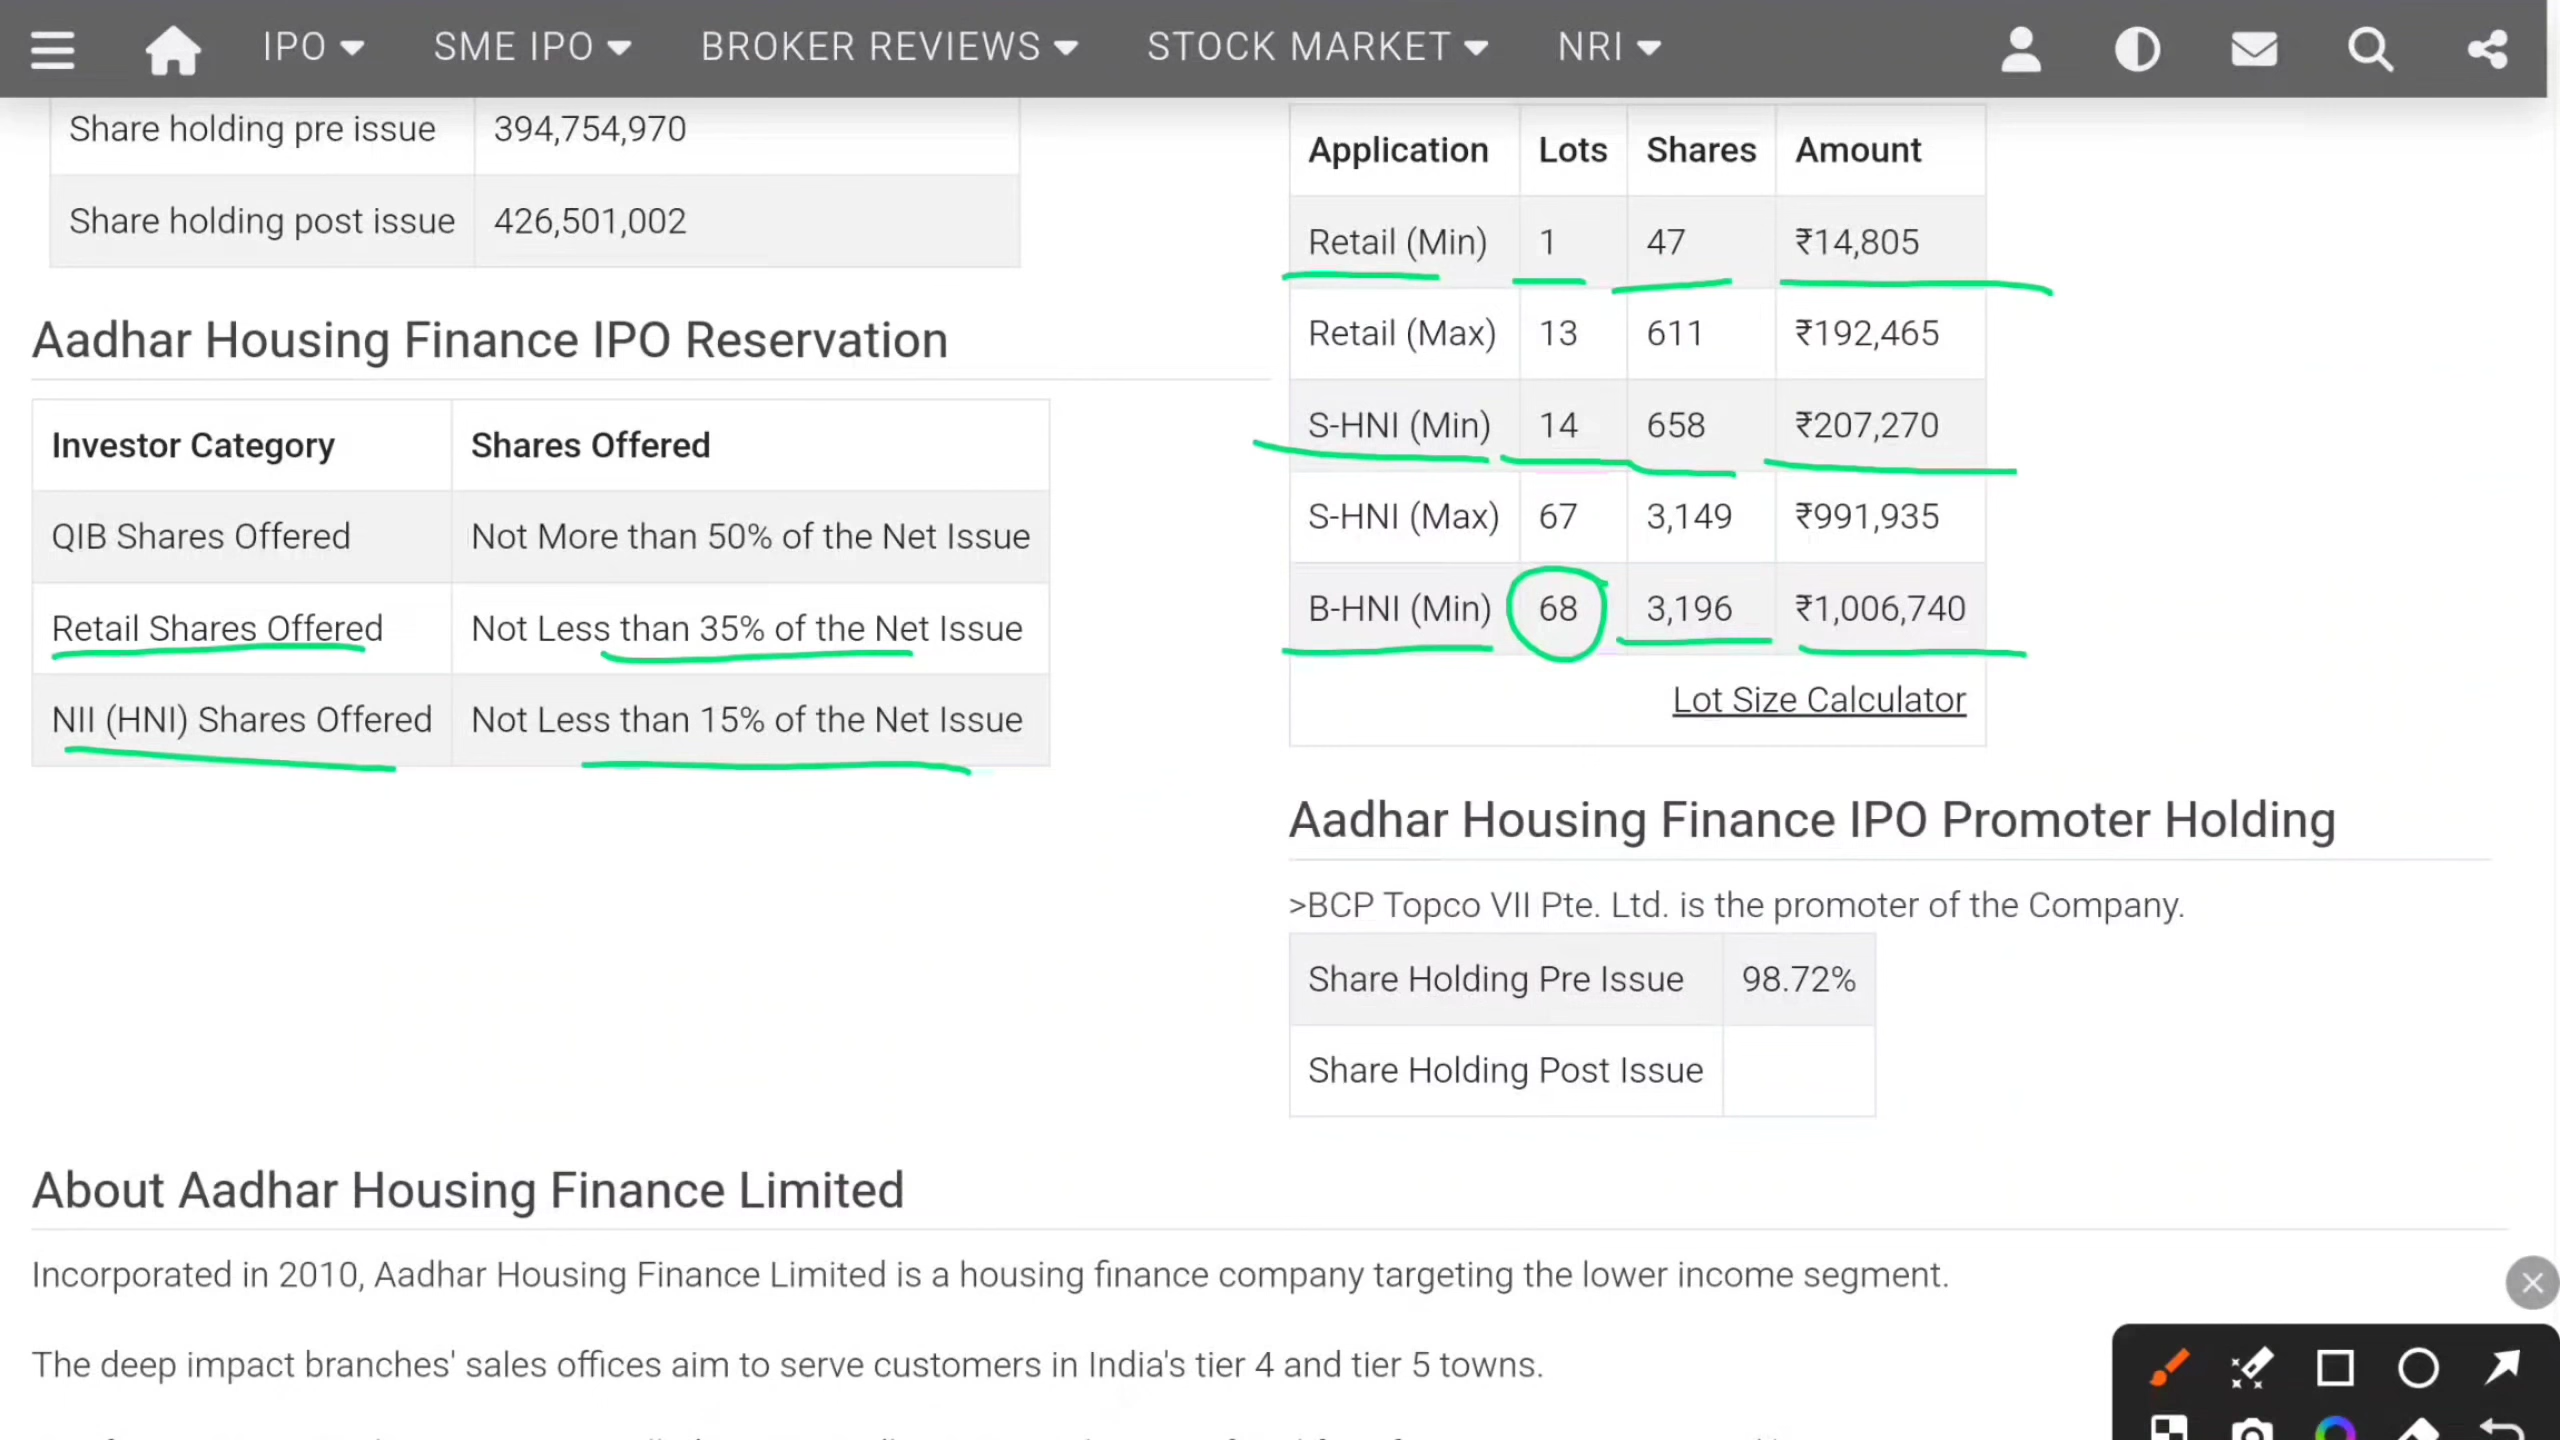 IPO SME IPO BROKER REVIEWS STOCK MARKET NRI
Share holding pre issue 394,754,970
Share holding post issue 426,501,002
Aadhar Housing Finance IPO Reservation
Investor Category Shares Offered
QIB Shares Offered Not More than 50% of the Net Issue
Retail Shares Offered Not Less than 35% of the Net Issue
NII (HNI) Shares Offered Not Less than 15% of the Net Issue
Application Lots Shares Amount
Retail (Min) 1 47 ₹14,805
Retail (Max) 13 611 ₹192,465
S-HNI (Min) 14 658 ₹207,270
S-HNI (Max) 67 3,149 ₹991,935
B-HNI (Min) 68 3,196 ₹1,006,740
Lot Size Calculator
Aadhar Housing Finance IPO Promoter Holding
>BCP Topco VII Pte. Ltd. is the promoter of the Company.
Share Holding Pre Issue 98.72%
Share Holding Post Issue
About Aadhar Housing Finance Limited
Incorporated in 2010, Aadhar Housing Finance Limited is a housing finance company targeting the lower income segment.
The deep impact branches' sales offices aim to serve customers in India's tier 4 and tier 5 towns.